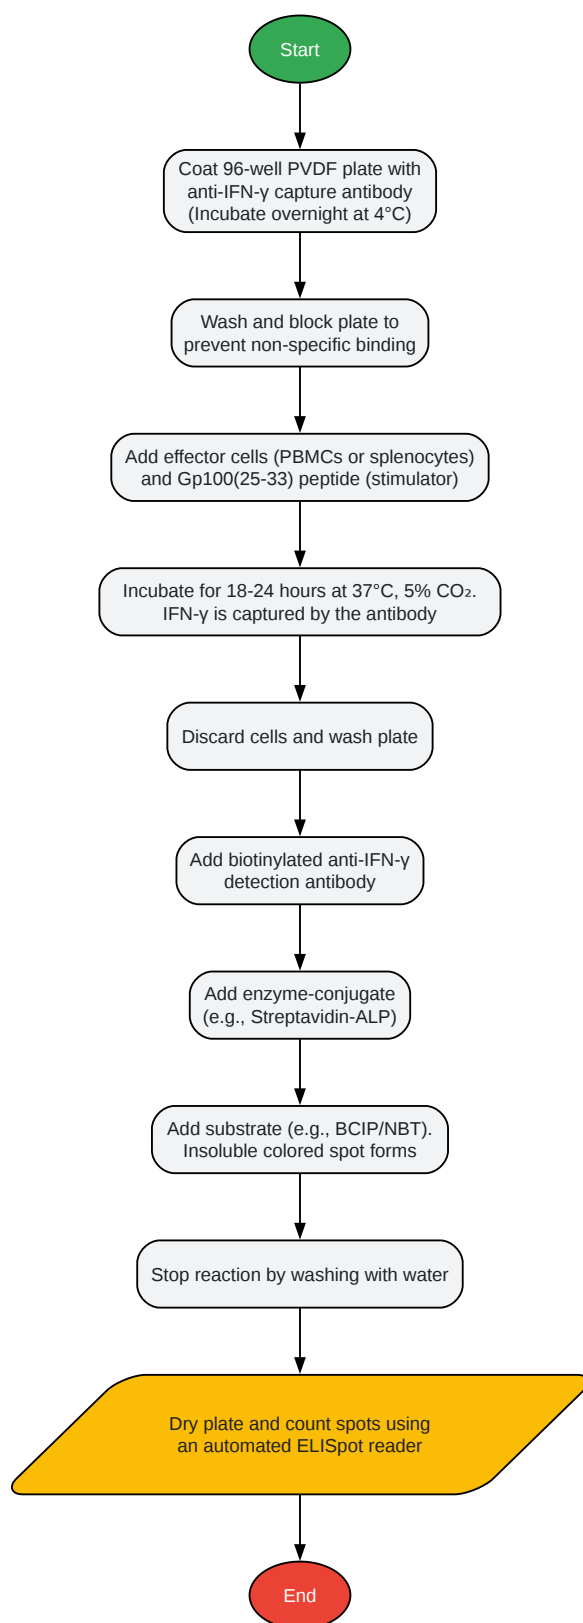 Start
Coat 96-well PVDF plate with
anti-IFN-γ capture antibody
(Incubate overnight at 4°C)
Wash and block plate to
prevent non-specific binding
Add effector cells (PBMCs or splenocytes)
and Gp100(25-33) peptide (stimulator)
Incubate for 18-24 hours at 37°C, 5% CO₂.
IFN-γ is captured by the antibody
Discard cells and wash plate
Add biotinylated anti-IFN-γ
detection antibody
Add enzyme-conjugate
(e.g., Streptavidin-ALP)
Add substrate (e.g., BCIP/NBT).
Insoluble colored spot forms
Stop reaction by washing with water
Dry plate and count spots using
an automated ELISpot reader
End